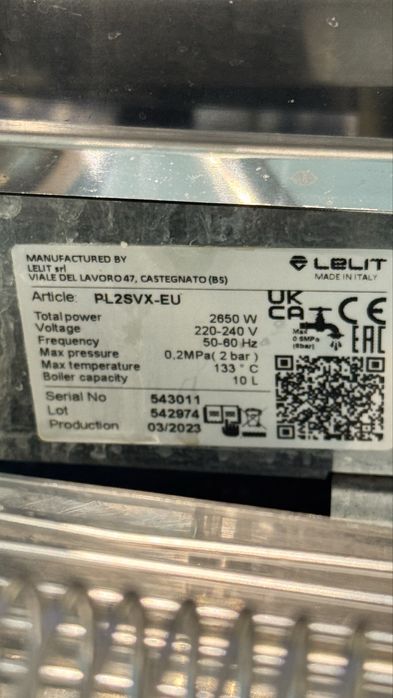 MANUFACTURED BY
LELIT srl
VIALE DEL LAVORO 47, CASTEGNATO (BS)
LELIT
MADE IN ITALY
Article: PL2SVX-EU
Total power 2650 W
Voltage 220-240 V
Frequency 50-60 Hz
Max pressure 0,2MPa( 2 bar )
Max temperature 133 ° C
Boiler capacity 10 L
UK
CA
Max
0.5MPa
(5bar)
CE
EAC
Serial No 543011
Lot 542974
Production 03/2023